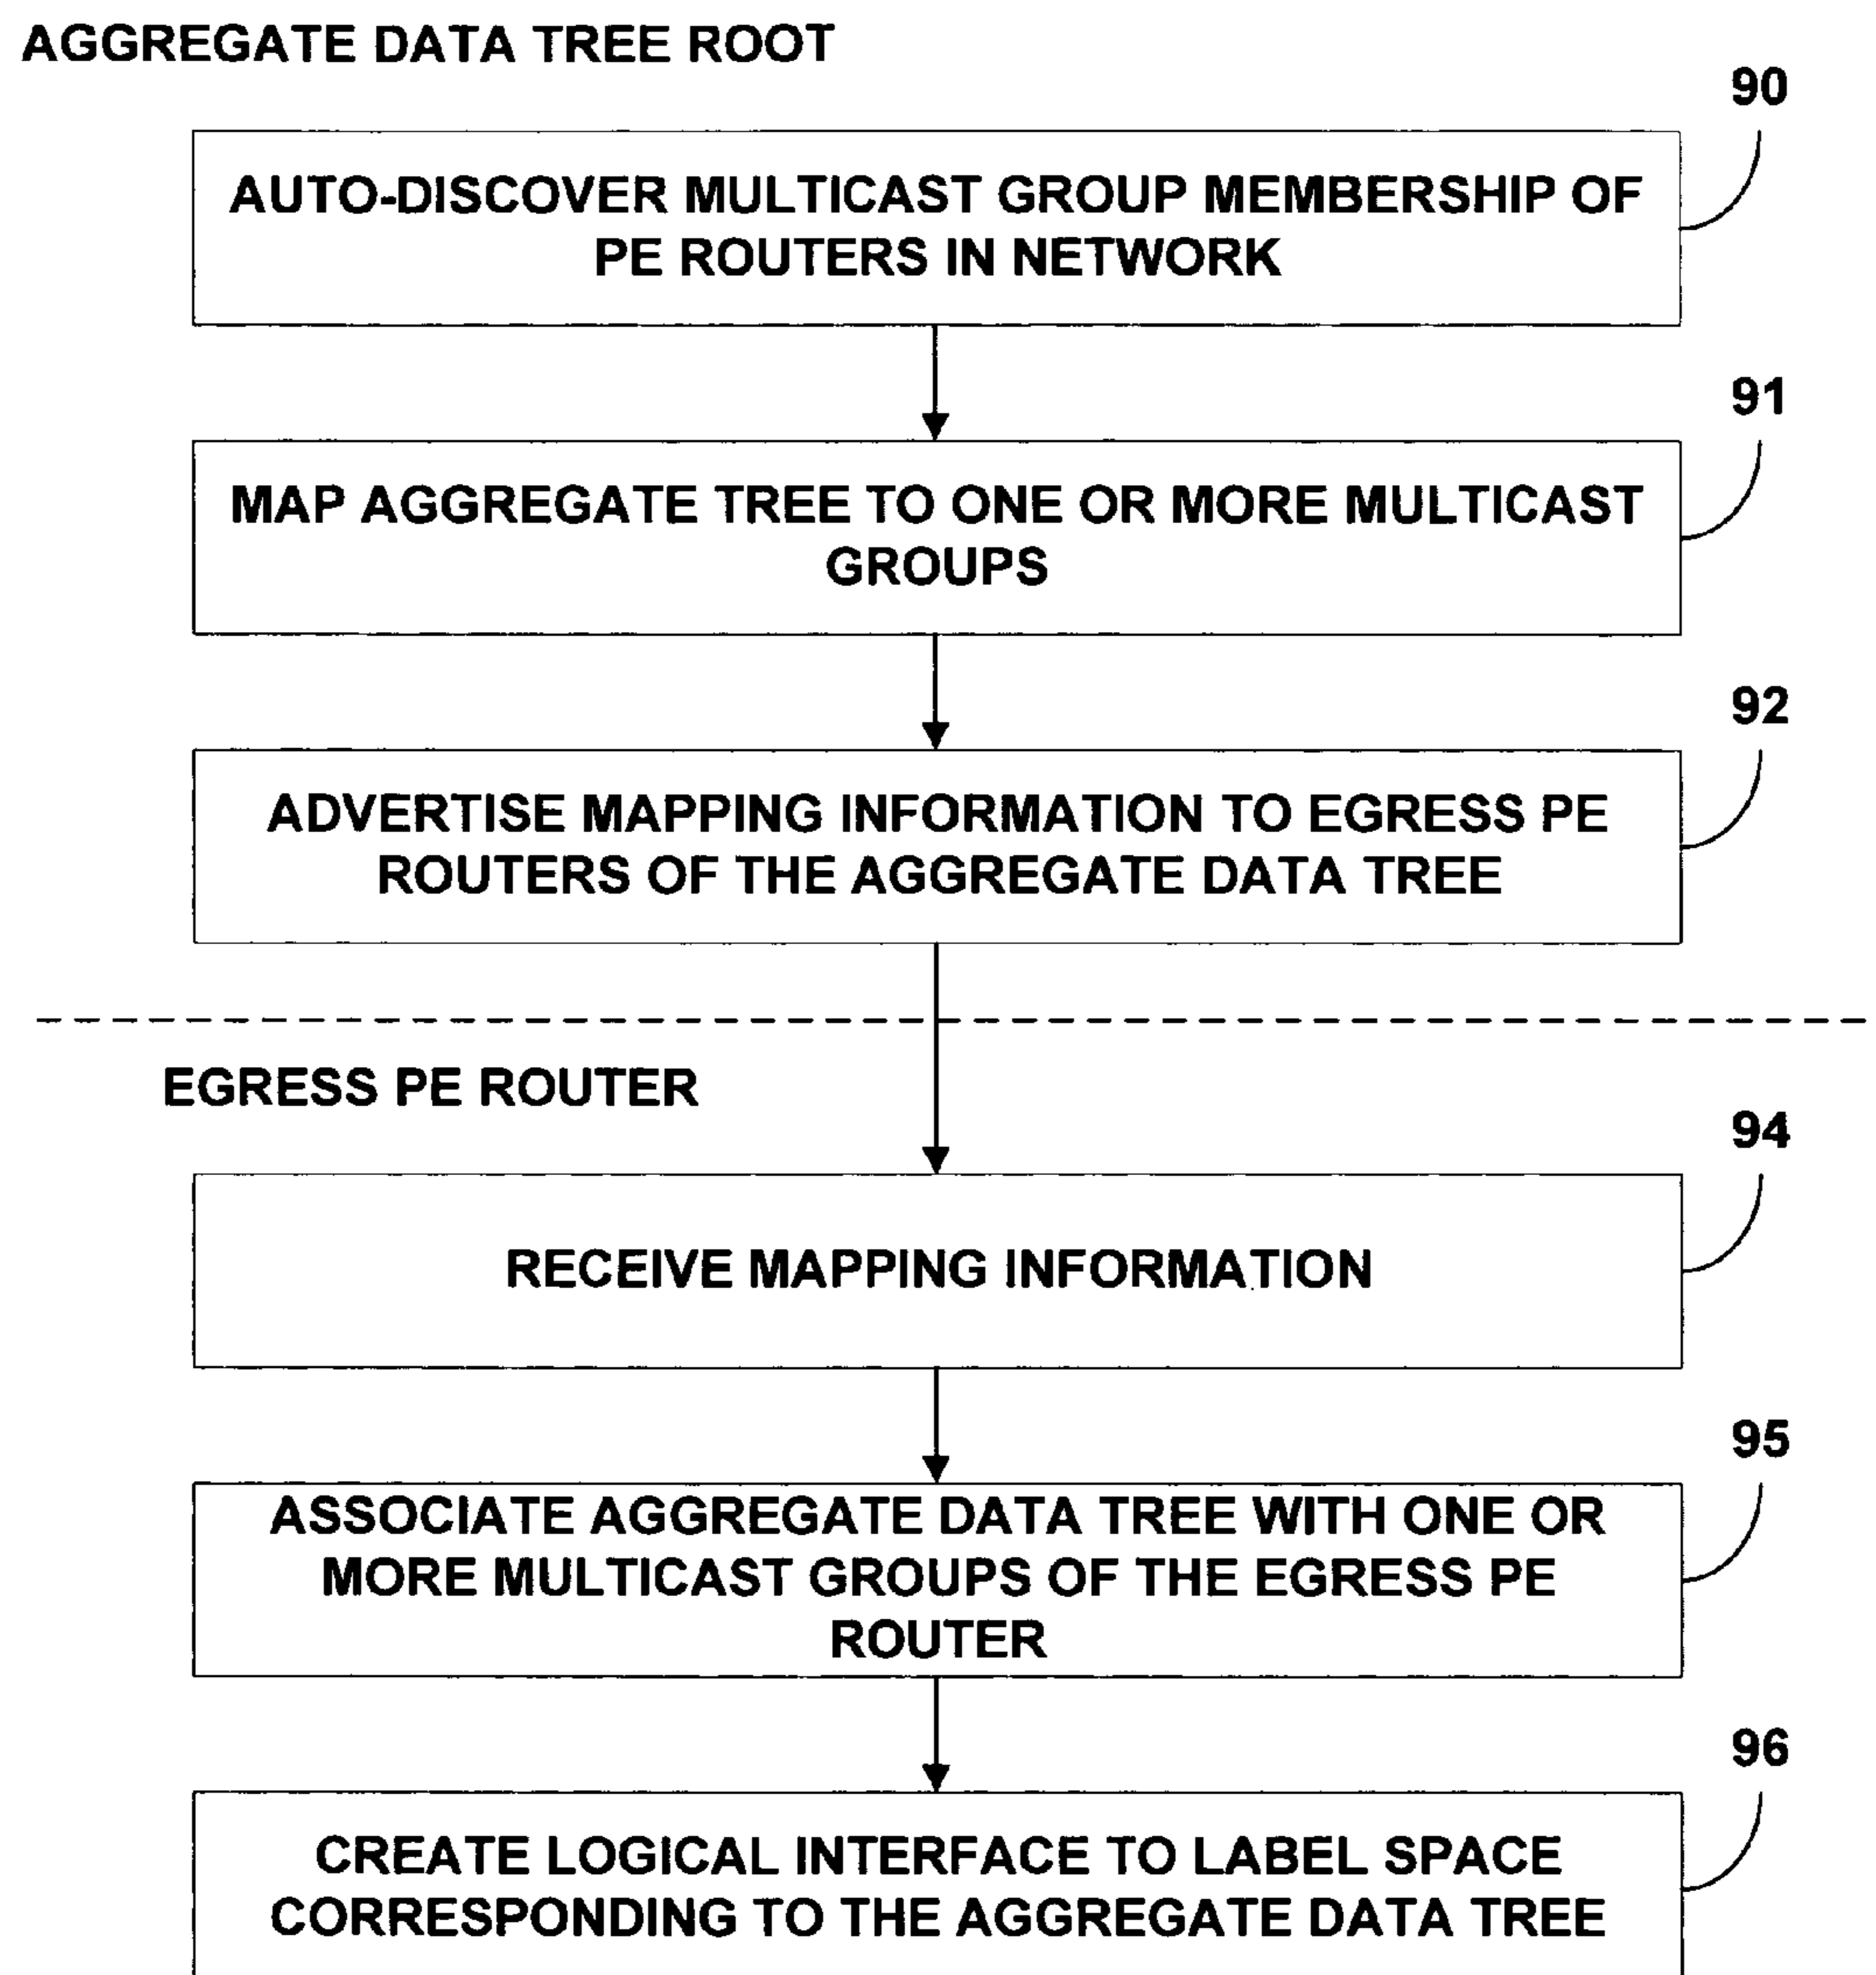 AGGREGATE DATA TREE ROOT
90
AUTO-DISCOVER MULTICAST GROUP MEMBERSHIP OF
PE ROUTERS IN NETWORK
91
MAP AGGREGATE TREE TO ONE OR MORE MULTICAST
GROUPS
92
ADVERTISE MAPPING INFORMATION TO EGRESS PE
ROUTERS OF THE AGGREGATE DATA TREE
EGRESS PE ROUTER
94
RECEIVE MAPPING INFORMATION
95
ASSOCIATE AGGREGATE DATA TREE WITH ONE OR
MORE MULTICAST GROUPS OF THE EGRESS PE
ROUTER
96
CREATE LOGICAL INTERFACE TO LABEL SPACE
CORRESPONDING TO THE AGGREGATE DATA TREE